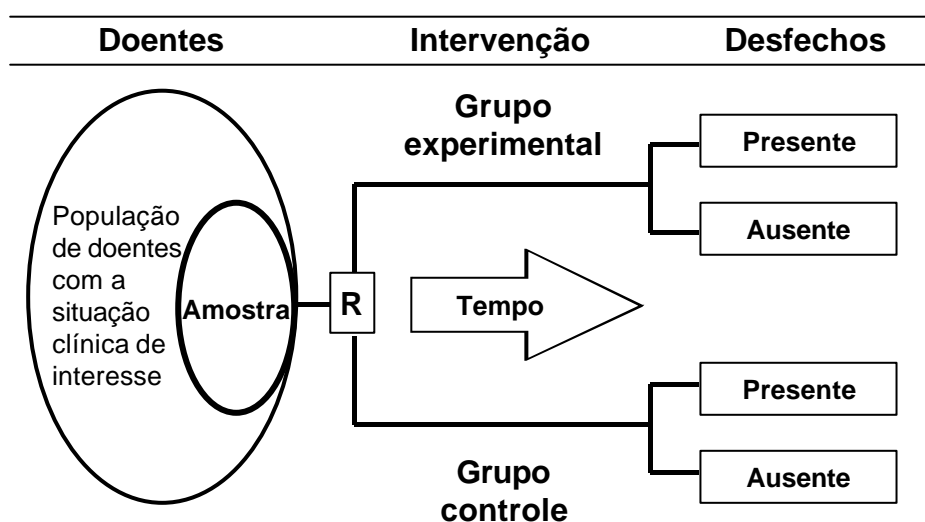 Doentes
Intervenção
Desfechos
Grupo
experimental
Presente
Ausente
População
de doentes
com a
situação
clínica de
interesse
Amostra
R
Tempo
Presente
Ausente
Grupo
controle